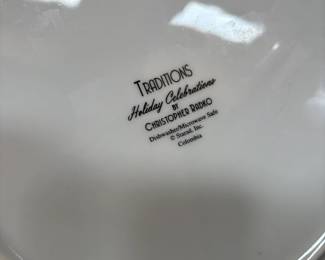 TRADITIONS
Holiday Celebrations
BY
CHRISTOPHER RADKO
Dishwasher/Microwave Safe
© Starad, Inc.
Colombia